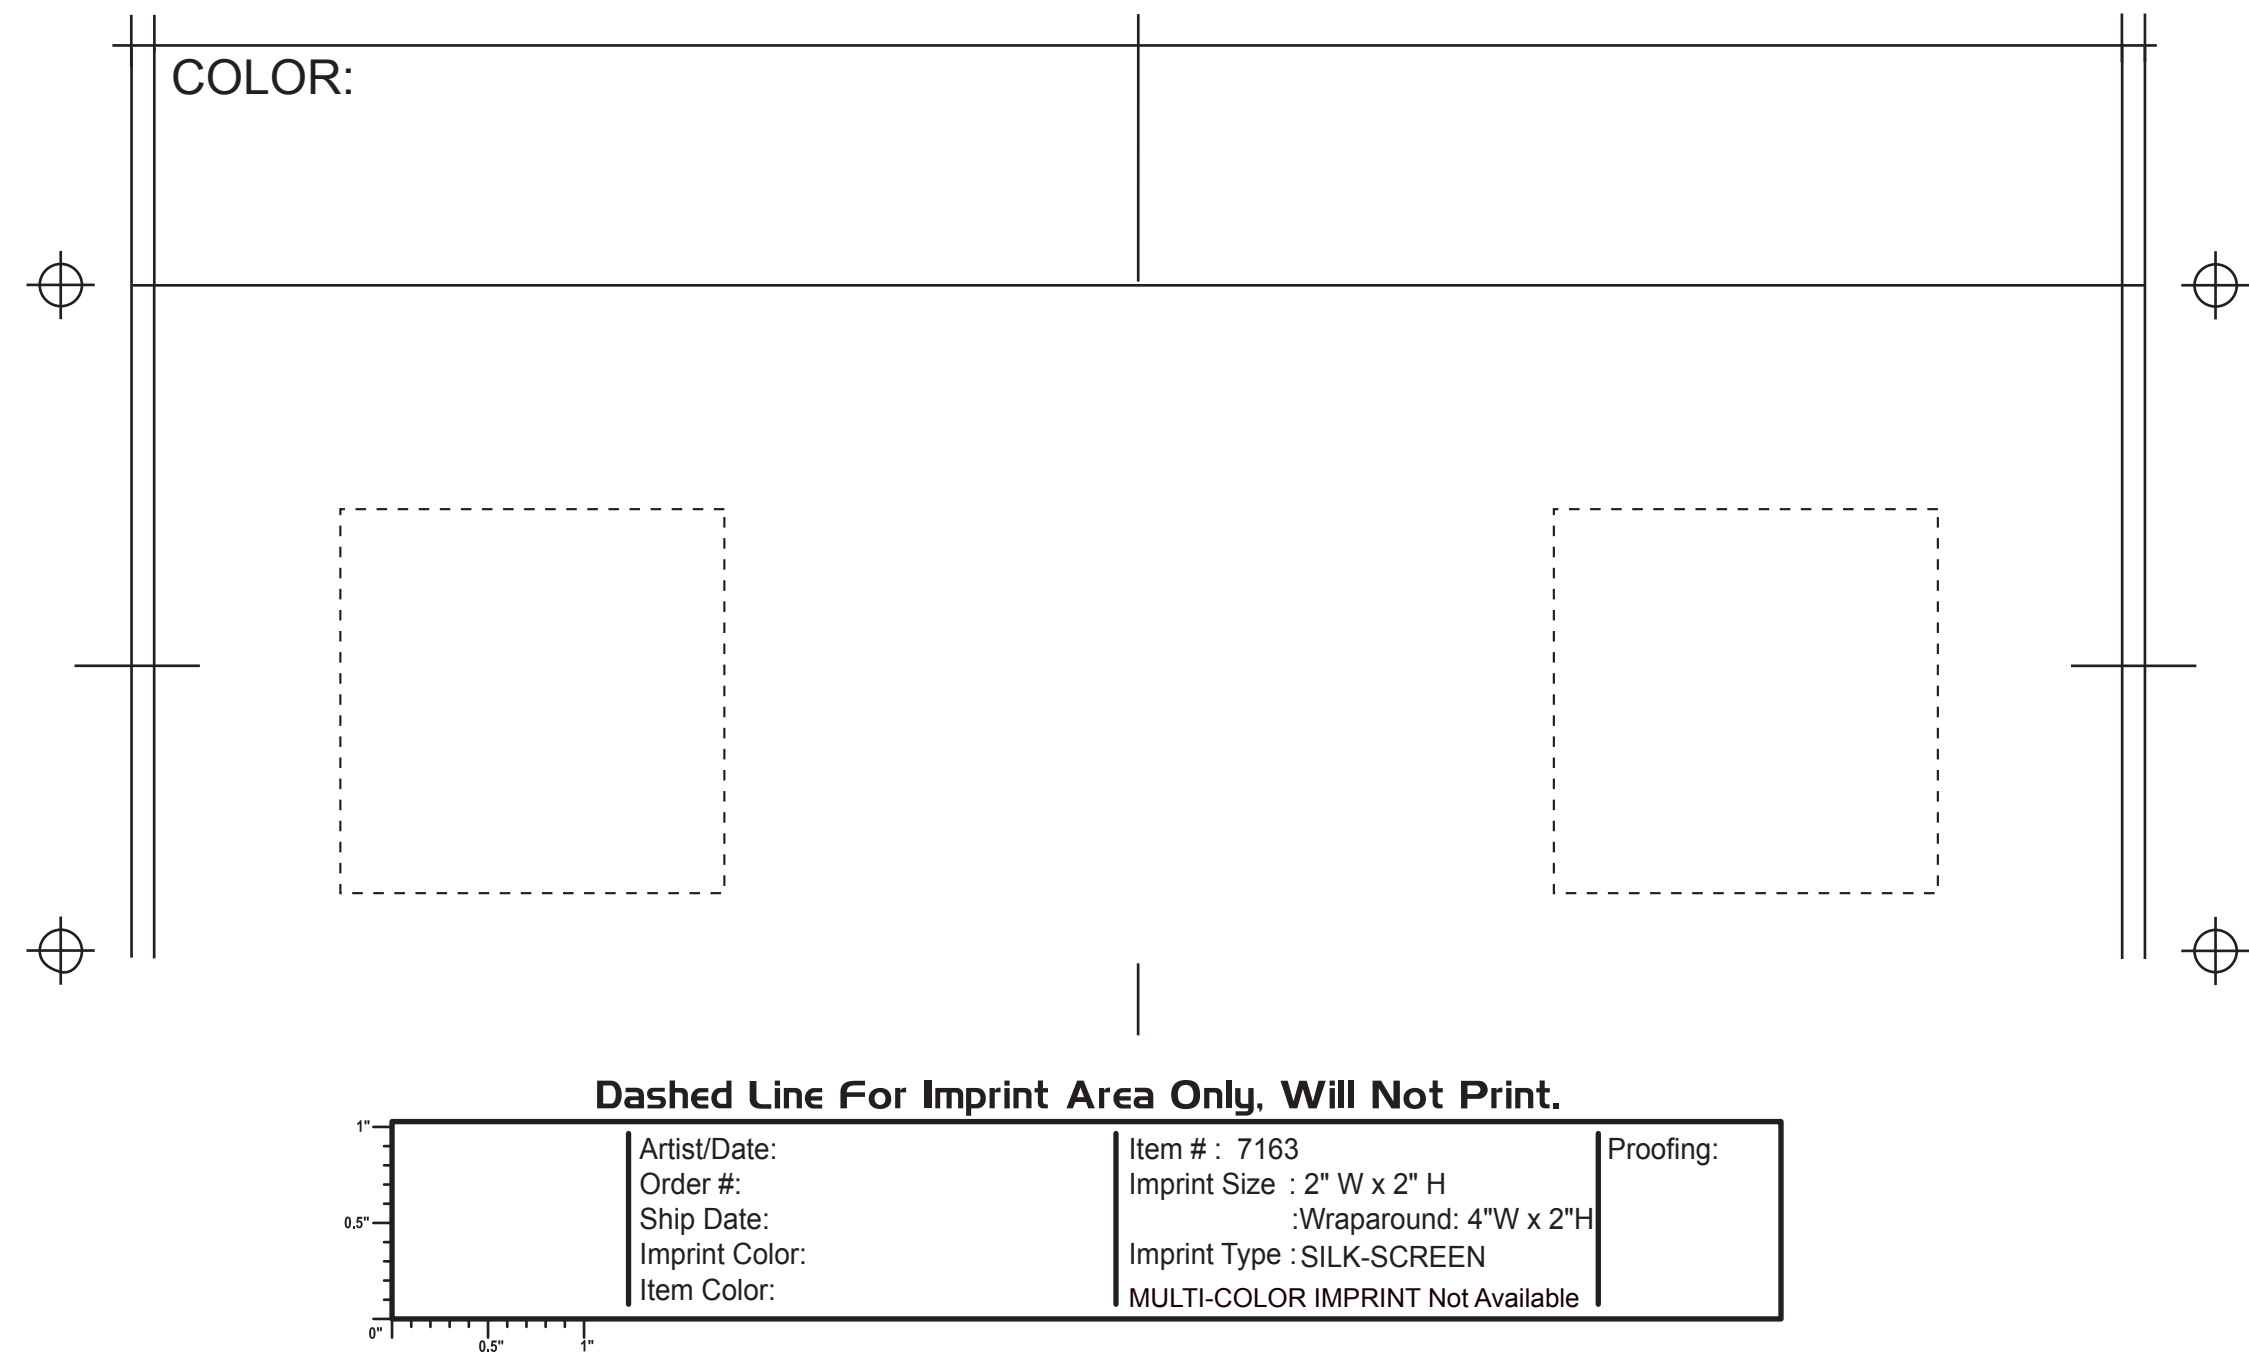 COLOR:
Dashed Line For Imprint Area Only, Will Not Print.
1"
0.5"
0"
0.5"
1"
Artist/Date:
Order #:
Ship Date:
Imprint Color:
Item Color:
Item # : 7163
Imprint Size : 2" W x 2" H
:Wraparound: 4"W x 2"H
Imprint Type : SILK-SCREEN
MULTI-COLOR IMPRINT Not Available
Proofing: